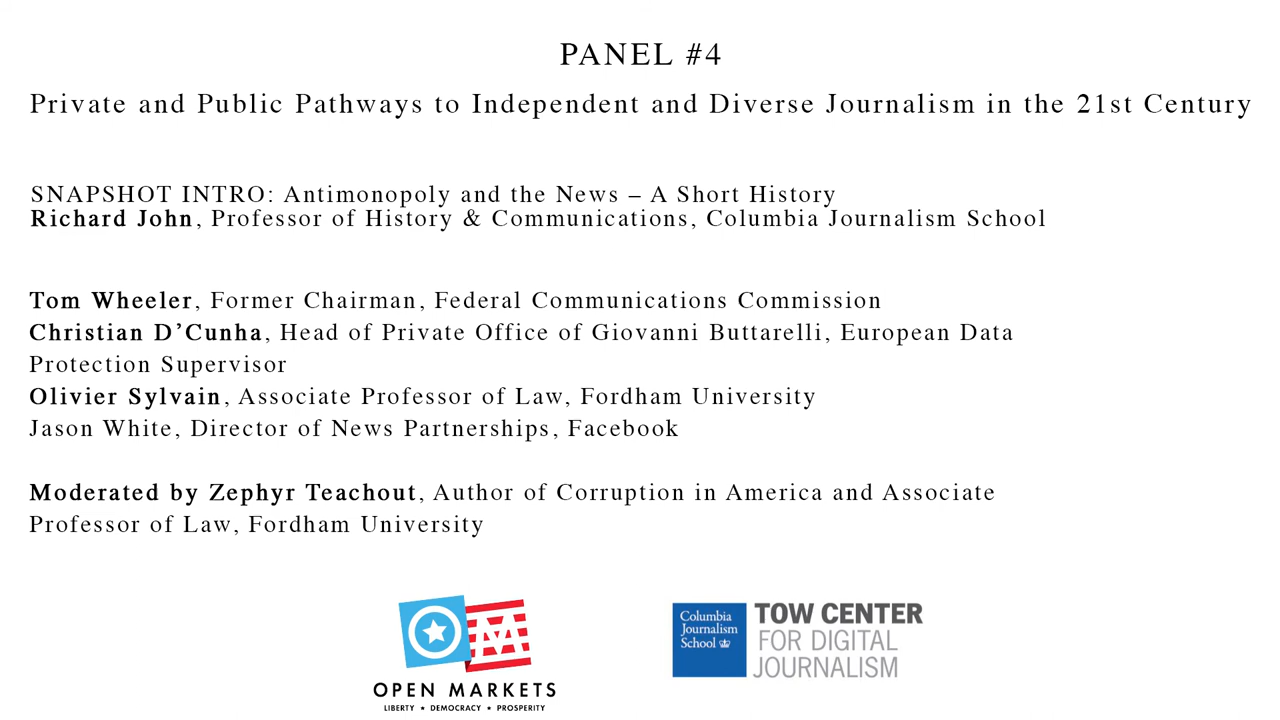 PANEL #4
Private and Public Pathways to Independent and Diverse Journalism in the 21st Century
SNAPSHOT INTRO: Antimonopoly and the News – A Short History
Richard John, Professor of History & Communications, Columbia Journalism School
Tom Wheeler, Former Chairman, Federal Communications Commission
Christian D’Cunha, Head of Private Office of Giovanni Buttarelli, European Data
Protection Supervisor
Olivier Sylvain, Associate Professor of Law, Fordham University
Jason White, Director of News Partnerships, Facebook
Moderated by Zephyr Teachout, Author of Corruption in America and Associate
Professor of Law, Fordham University
OM
OPEN MARKETS
LIBERTY ★ DEMOCRACY ★ PROSPERITY
Columbia
Journalism
School
TOW CENTER
FOR DIGITAL
JOURNALISM